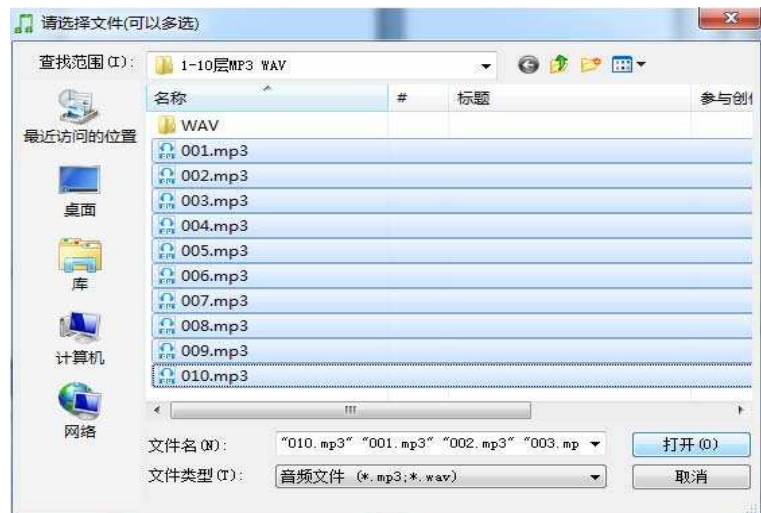 请选择文件(可以多选)
查找范围(I):
1-10层MP3 WAV
名称 # 标题 参与创
WAV
001.mp3
002.mp3
003.mp3
004.mp3
005.mp3
006.mp3
007.mp3
008.mp3
009.mp3
010.mp3
最近访问的位置
桌面
库
计算机
网络
文件名(N):
"010.mp3" "001.mp3" "002.mp3" "003.mp
打开(O)
文件类型(T):
音频文件 (*.mp3;*.wav)
取消